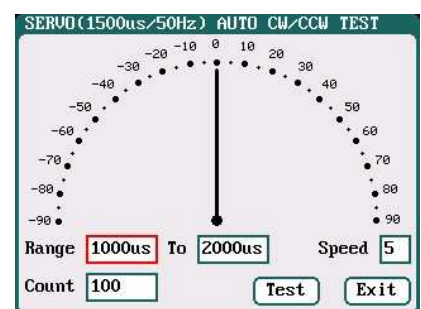 SERVO(1500us/50Hz) AUTO CW/CCW TEST
-90 -80 -70 -60 -50 -40 -30 -20 -10 0 10 20 30 40 50 60 70 80 90
Range 1000us To 2000us Speed 5
Count 100 Test Exit